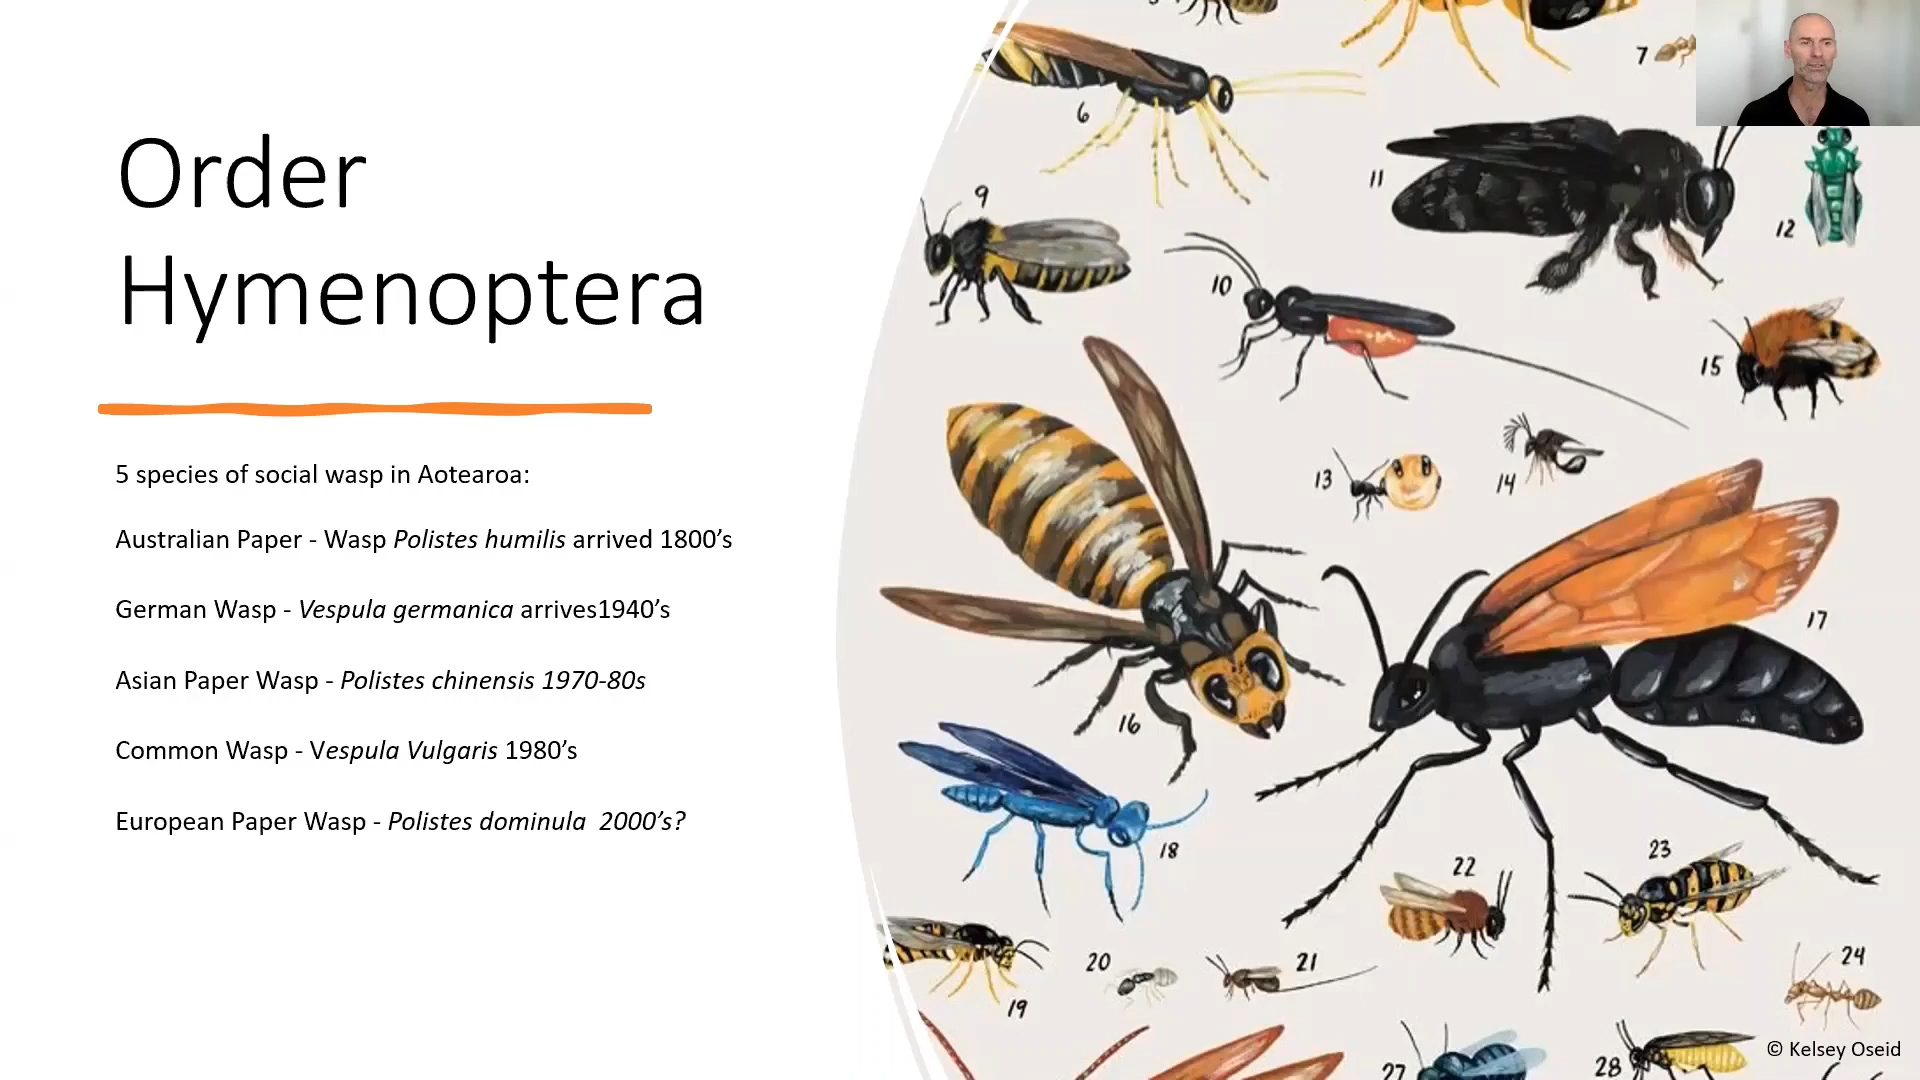 Order
Hymenoptera
5 species of social wasp in Aotearoa:
Australian Paper - Wasp Polistes humilis arrived 1800’s
German Wasp - Vespula germanica arrives1940’s
Asian Paper Wasp - Polistes chinensis 1970-80s
Common Wasp - Vespula Vulgaris 1980’s
European Paper Wasp - Polistes dominula  2000’s?
7
6
11
12
9
10
15
13
14
17
16
18
22
23
20
21
24
19
27
28
© Kelsey Oseid